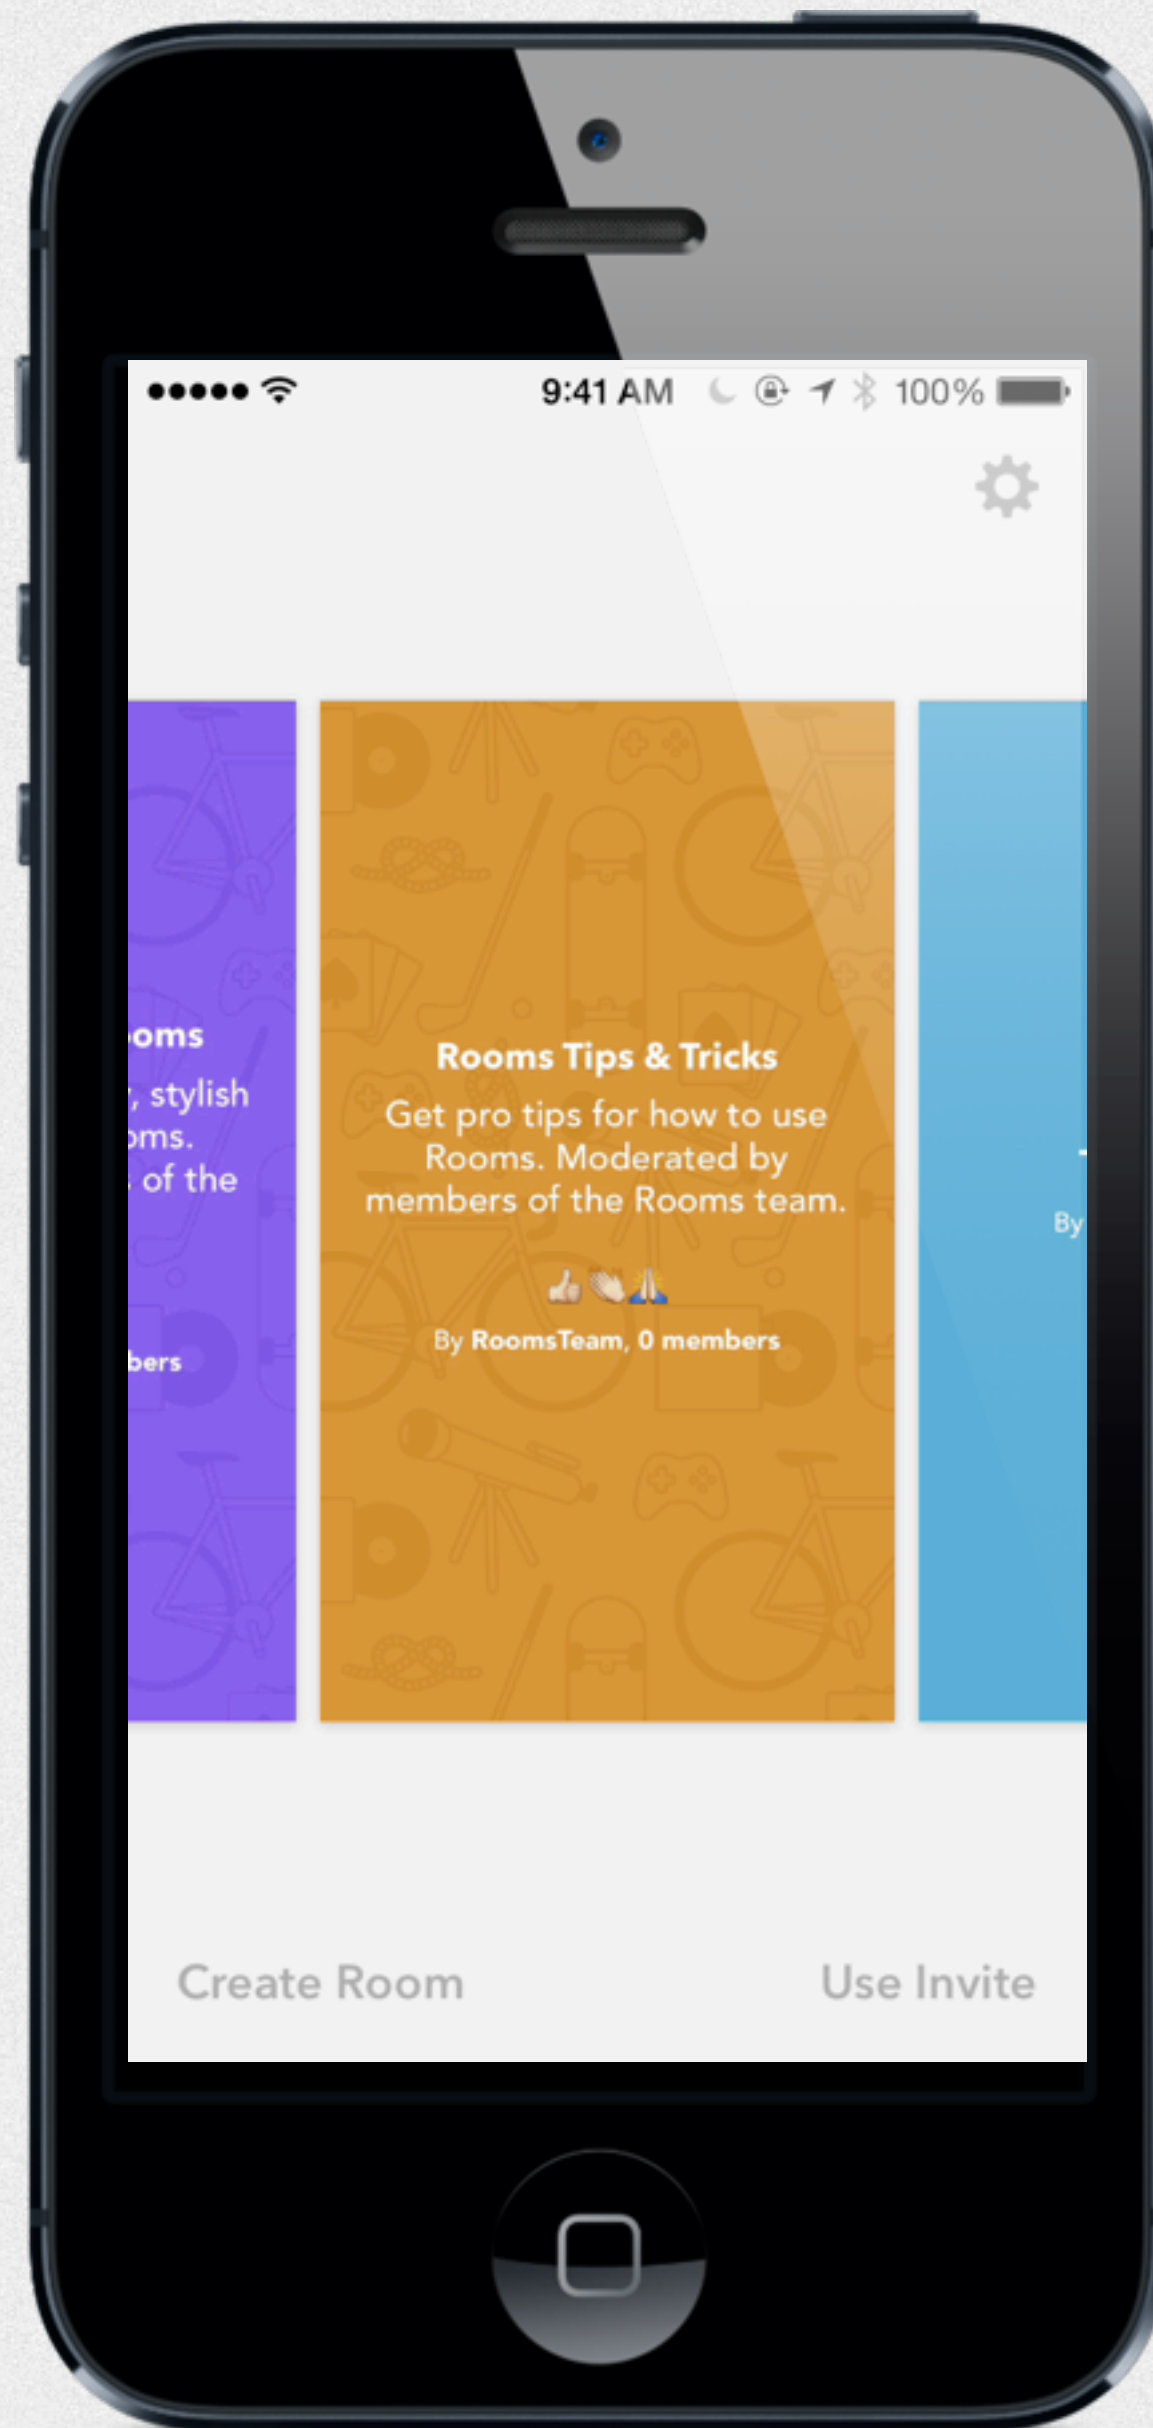 9:41 AM 100%
ooms
, stylish
oms.
of the
bers
Rooms Tips & Tricks
Get pro tips for how to use
Rooms. Moderated by
members of the Rooms team.
👍👏🙏
By RoomsTeam, 0 members
By
Create Room
Use Invite